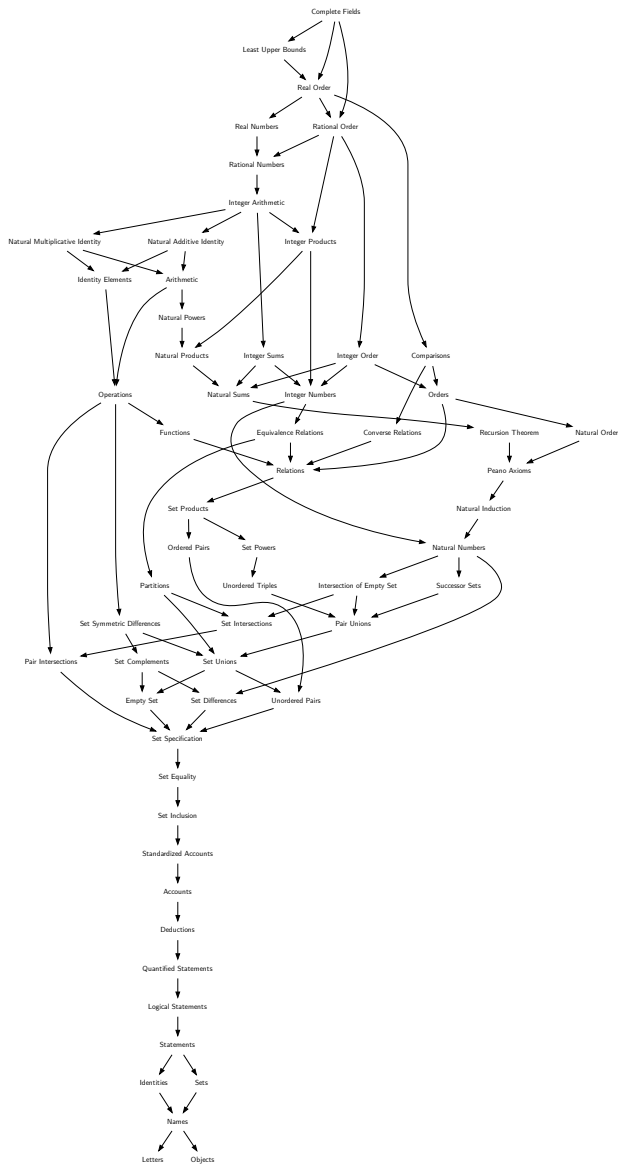 Complete Fields
Least Upper Bounds
Real Order
Real Numbers
Rational Order
Rational Numbers
Integer Arithmetic
Natural Multiplicative Identity
Natural Additive Identity
Integer Products
Identity Elements
Arithmetic
Natural Powers
Natural Products
Integer Sums
Integer Order
Comparisons
Operations
Natural Sums
Integer Numbers
Orders
Functions
Equivalence Relations
Converse Relations
Recursion Theorem
Natural Order
Relations
Peano Axioms
Set Products
Natural Induction
Ordered Pairs
Set Powers
Natural Numbers
Partitions
Unordered Triples
Intersection of Empty Set
Successor Sets
Set Symmetric Differences
Set Intersections
Pair Unions
Pair Intersections
Set Complements
Set Unions
Empty Set
Set Differences
Unordered Pairs
Set Specification
Set Equality
Set Inclusion
Standardized Accounts
Accounts
Deductions
Quantified Statements
Logical Statements
Statements
Identities
Sets
Names
Letters
Objects